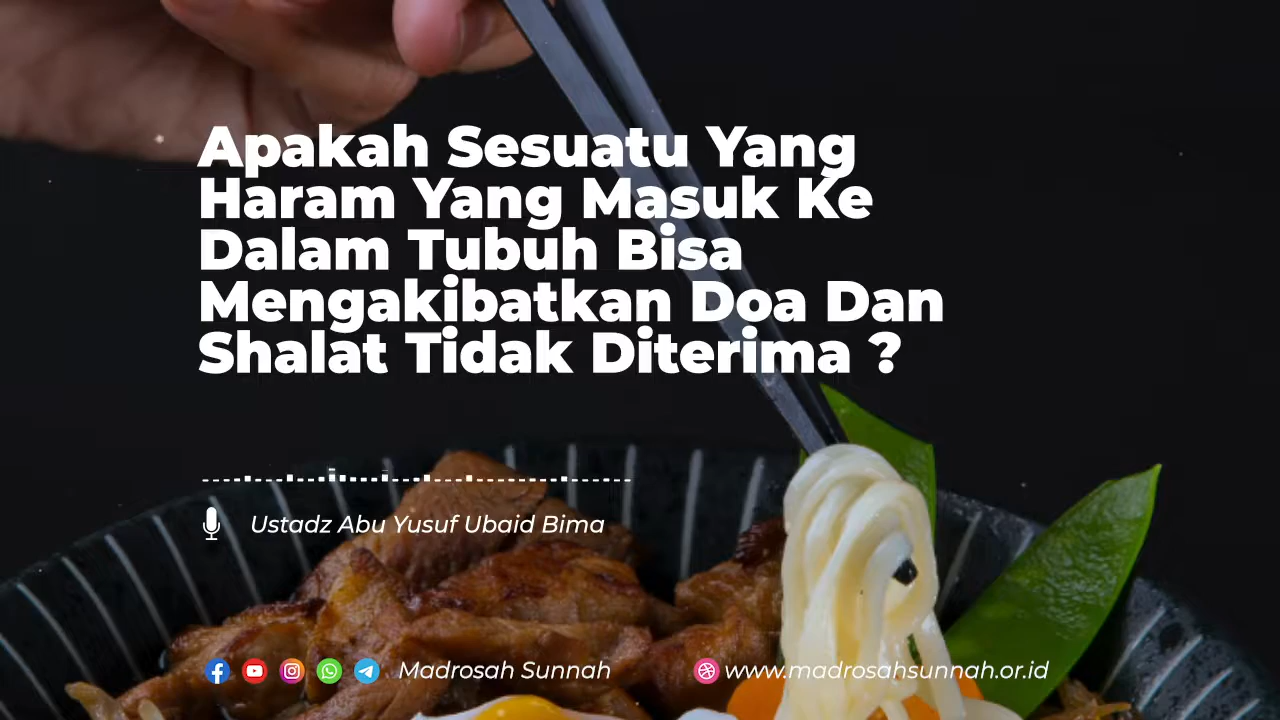 Apakah Sesuatu Yang
Haram Yang Masuk Ke
Dalam Tubuh Bisa
Mengakibatkan Doa Dan
Shalat Tidak Diterima ?
Ustadz Abu Yusuf Ubaid Bima
Madrosah Sunnah
www.madrosahsunnah.or.id